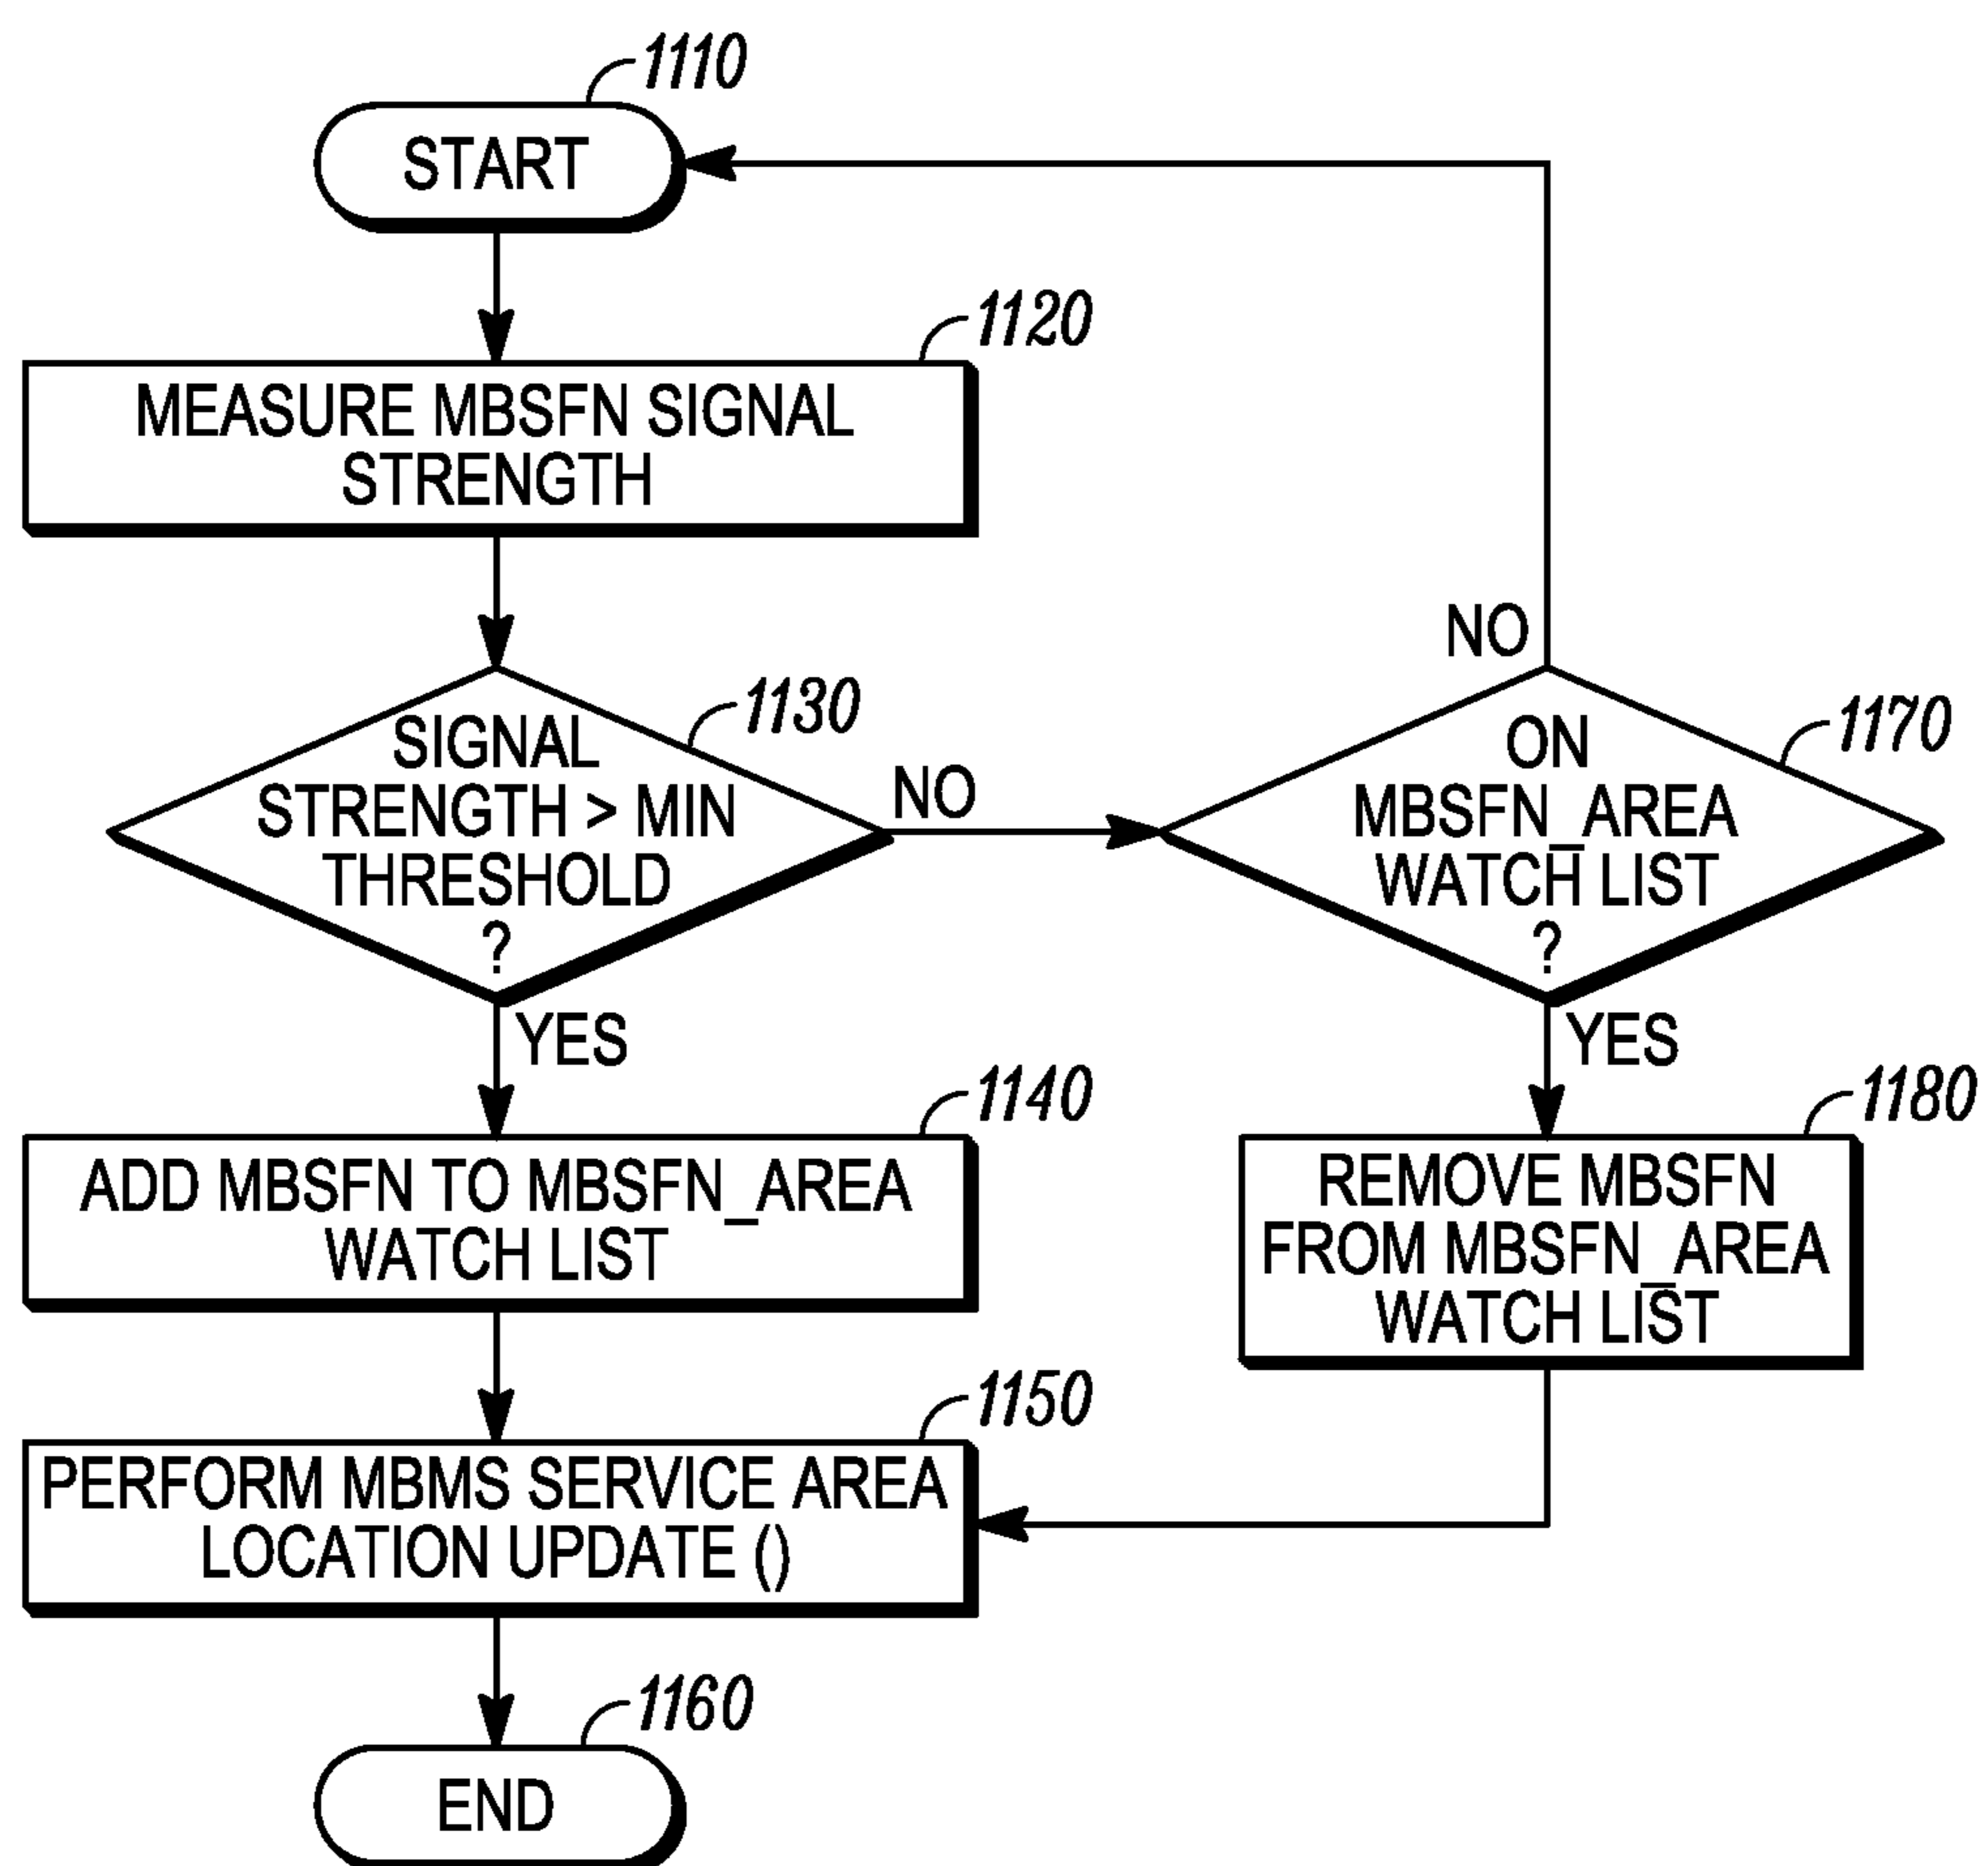 1110
START
1120
MEASURE MBSFN SIGNAL
STRENGTH
1130
SIGNAL
STRENGTH > MIN
THRESHOLD
?
NO
YES
1170
ON
MBSFN_AREA
WATCH LIST
?
NO
YES
1140
ADD MBSFN TO MBSFN_AREA
WATCH LIST
1180
REMOVE MBSFN
FROM MBSFN_AREA
WATCH LIST
1150
PERFORM MBMS SERVICE AREA
LOCATION UPDATE ()
1160
END